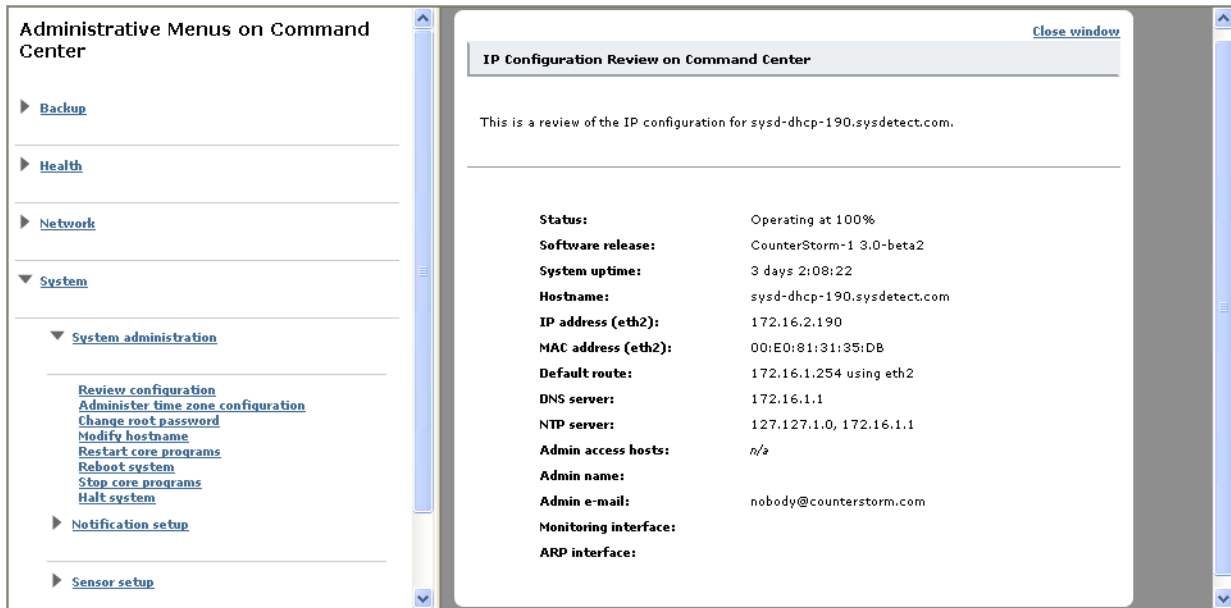 Administrative Menus on Command
Center
Backup
Health
Network
System
System administration
Review configuration
Administer time zone configuration
Change root password
Modify hostname
Restart core programs
Reboot system
Stop core programs
Halt system
Notification setup
Sensor setup
Close window
IP Configuration Review on Command Center
This is a review of the IP configuration for sysd-dhcp-190.sysdetect.com.
Status: Operating at 100%
Software release: CounterStorm-1 3.0-beta2
System uptime: 3 days 2:08:22
Hostname: sysd-dhcp-190.sysdetect.com
IP address (eth2): 172.16.2.190
MAC address (eth2): 00:E0:81:31:35:DB
Default route: 172.16.1.254 using eth2
DNS server: 172.16.1.1
NTP server: 127.127.1.0, 172.16.1.1
Admin access hosts: n/a
Admin name:
Admin e-mail: nobody@counterstorm.com
Monitoring interface:
ARP interface: